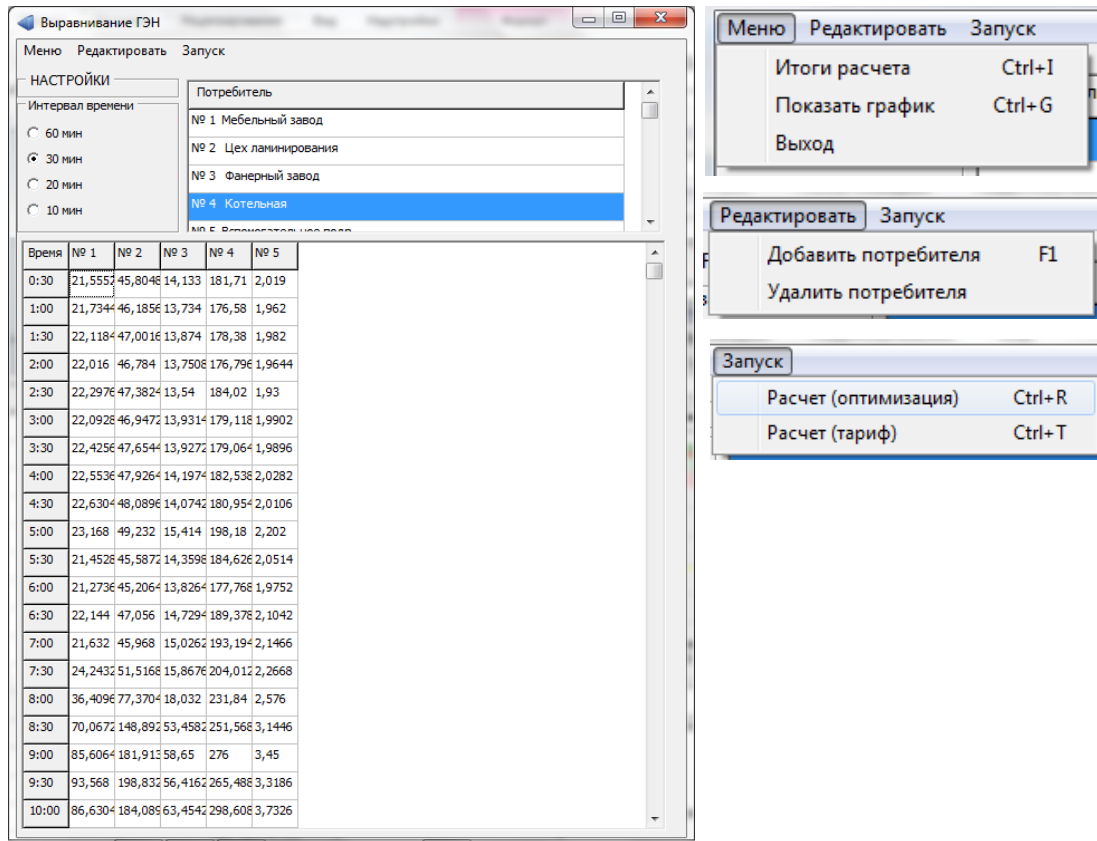 Выравнивание ГЭН
Меню Редактировать Запуск
НАСТРОЙКИ
Интервал времени
60 мин
30 мин
20 мин
10 мин
Потребитель
№ 1 Мебельный завод
№ 2 Цех ламинирования
№ 3 Фанерный завод
№ 4 Котельная
№ 5 Вспомогательное подр
Время № 1 № 2 № 3 № 4 № 5
0:30 21,5552 45,8048 14,133 181,71 2,019
1:00 21,7344 46,1856 13,734 176,58 1,962
1:30 22,1184 47,0016 13,874 178,38 1,982
2:00 22,016 46,784 13,7508 176,796 1,9644
2:30 22,2976 47,3824 13,54 184,02 1,93
3:00 22,0928 46,9472 13,9314 179,118 1,9902
3:30 22,4256 47,6544 13,9272 179,064 1,9896
4:00 22,5536 47,9264 14,1974 182,538 2,0282
4:30 22,6304 48,0896 14,0742 180,954 2,0106
5:00 23,168 49,232 15,414 198,18 2,202
5:30 21,4528 45,5872 14,3598 184,626 2,0514
6:00 21,2736 45,2064 13,8264 177,768 1,9752
6:30 22,144 47,056 14,7294 189,378 2,1042
7:00 21,632 45,968 15,0262 193,194 2,1466
7:30 24,2432 51,5168 15,8676 204,012 2,2668
8:00 36,4096 77,3704 18,032 231,84 2,576
8:30 70,0672 148,892 53,4582 251,568 3,1446
9:00 85,6064 181,913 58,65 276 3,45
9:30 93,568 198,832 56,4162 265,488 3,3186
10:00 86,6304 184,089 63,4542 298,608 3,7326
Меню Редактировать Запуск
Итоги расчета Ctrl+I
Показать график Ctrl+G
Выход
Редактировать Запуск
Добавить потребителя F1
Удалить потребителя
Запуск
Расчет (оптимизация) Ctrl+R
Расчет (тариф) Ctrl+T